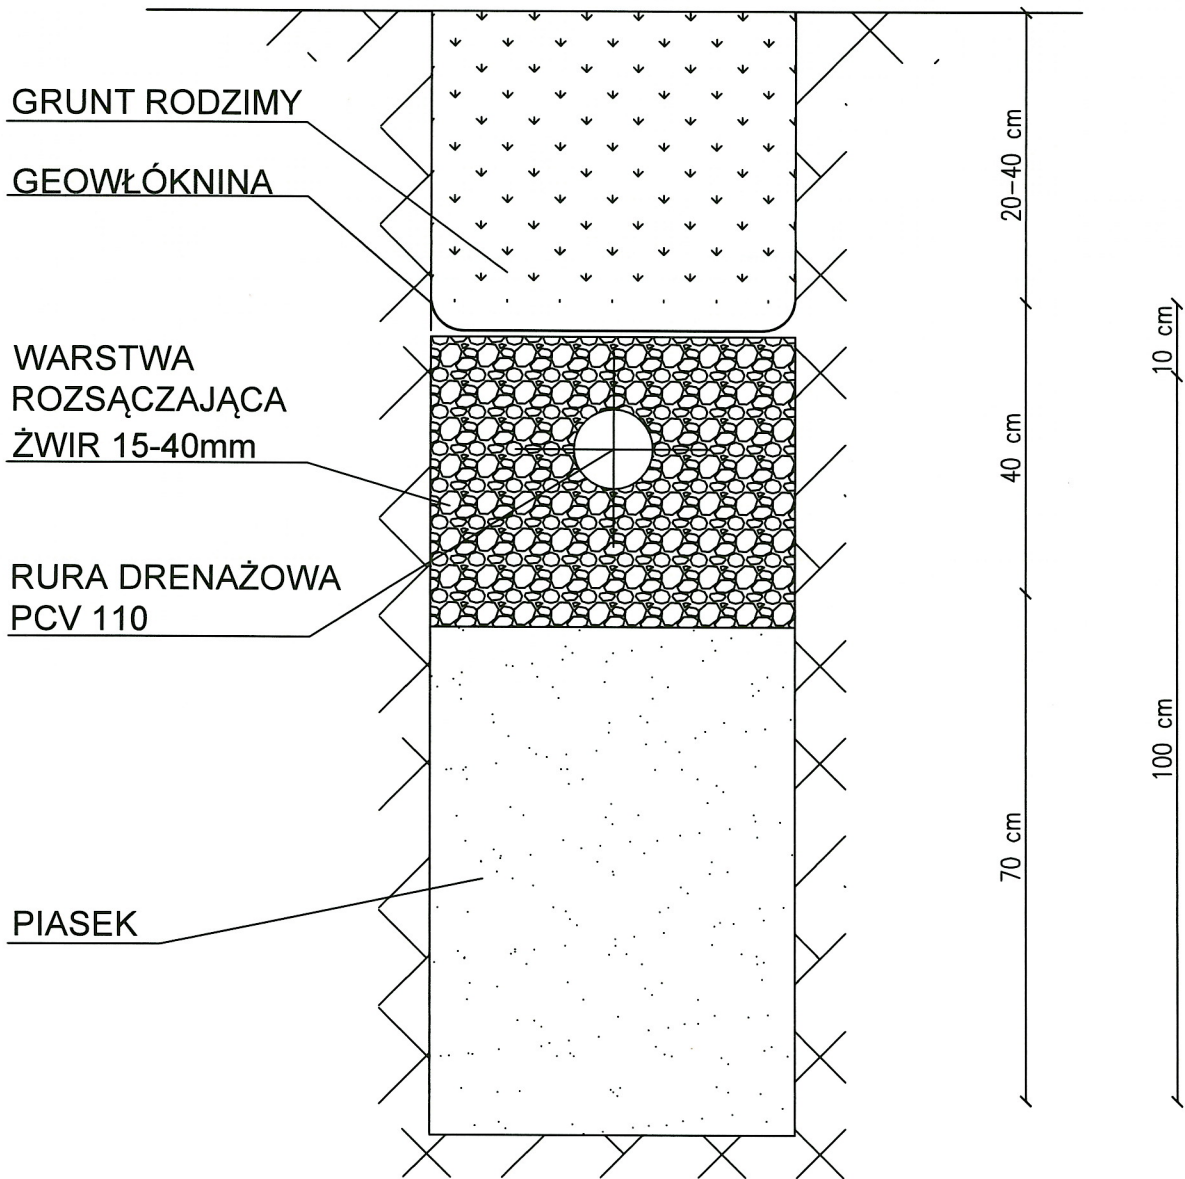 GRUNT RODZIMY
GEOWŁÓKNINA
WARSTWA
ROZSĄCZAJĄCA
ŻWIR 15-40mm
RURA DRENAŻOWA
PCV 110
PIASEK
20-40 cm
40 cm
70 cm
10 cm
100 cm